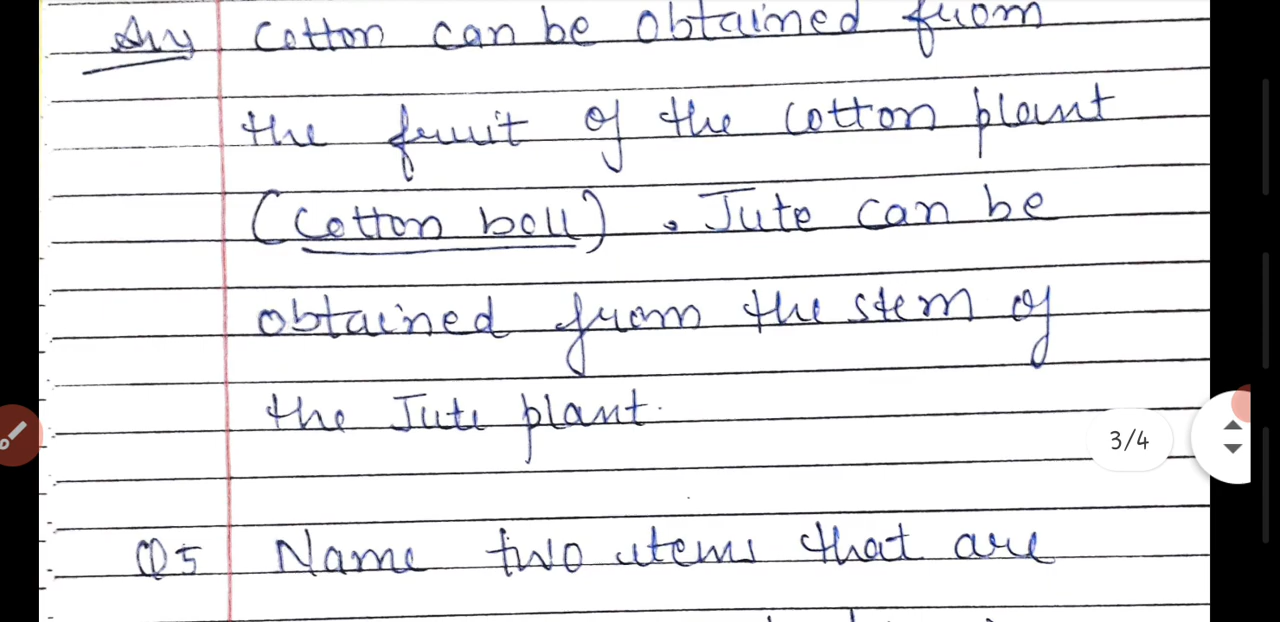 Ans Cotton can be obtained from
the fruit of the cotton plant
(Cotton boll). Jute can be
obtained from the stem of
the Jute plant.
3/4
Q5 Name two items that are